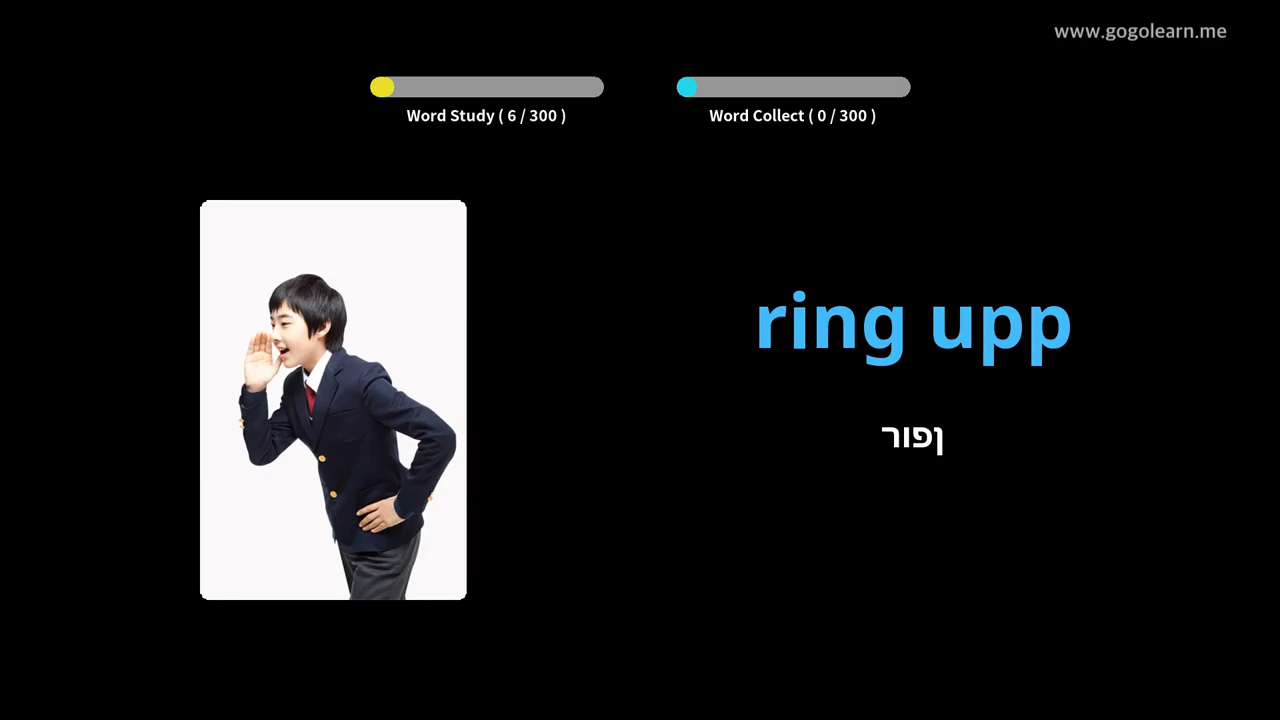 www.gogolearn.me
Word Study ( 6 / 300 )
Word Collect ( 0 / 300 )
ring upp
ןפור